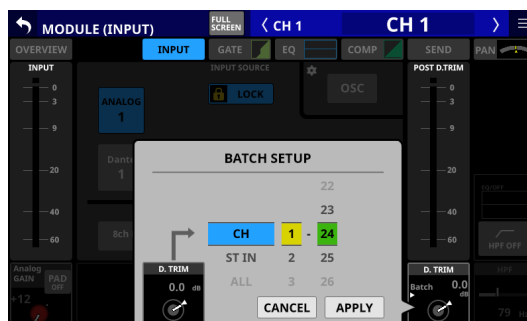 MODULE (INPUT)
FULL SCREEN
CH 1
CH 1
OVERVIEW
INPUT
GATE
EQ
COMP
SEND
PAN
INPUT
INPUT SOURCE
POST D.TRIM
0
3
9
20
40
60
ANALOG
1
LOCK
OSC
0
3
9
20
40
60
Dante
1
8ch
BATCH SETUP
22
23
CH 1 - 24
ST IN 2 25
ALL 3 26
D. TRIM
0.0 dB
CANCEL
APPLY
EQ/OFF
HPF OFF
Analog
GAIN
PAD
OFF
+12
D. TRIM
Batch
0.0
dB
HPF
79 H